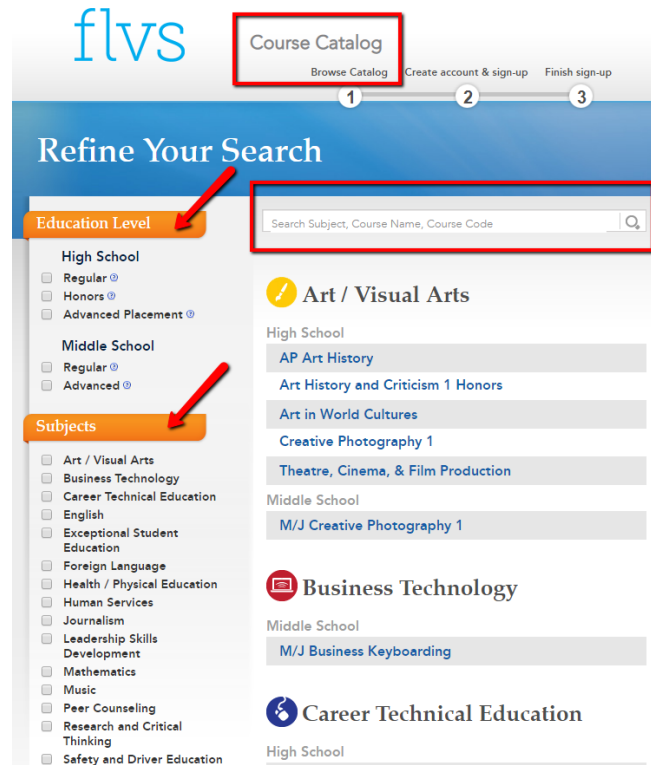 flvs
Course Catalog
Browse Catalog Create account & sign-up Finish sign-up
1 2 3
Refine Your Search
Education Level
High School
Regular ?
Honors ?
Advanced Placement ?
Middle School
Regular ?
Advanced ?
Subjects
Art / Visual Arts
Business Technology
Career Technical Education
English
Exceptional Student
Education
Foreign Language
Health / Physical Education
Human Services
Journalism
Leadership Skills
Development
Mathematics
Music
Peer Counseling
Research and Critical
Thinking
Safety and Driver Education
Search Subject, Course Name, Course Code
Art / Visual Arts
High School
AP Art History
Art History and Criticism 1 Honors
Art in World Cultures
Creative Photography 1
Theatre, Cinema, & Film Production
Middle School
M/J Creative Photography 1
Business Technology
Middle School
M/J Business Keyboarding
Career Technical Education
High School